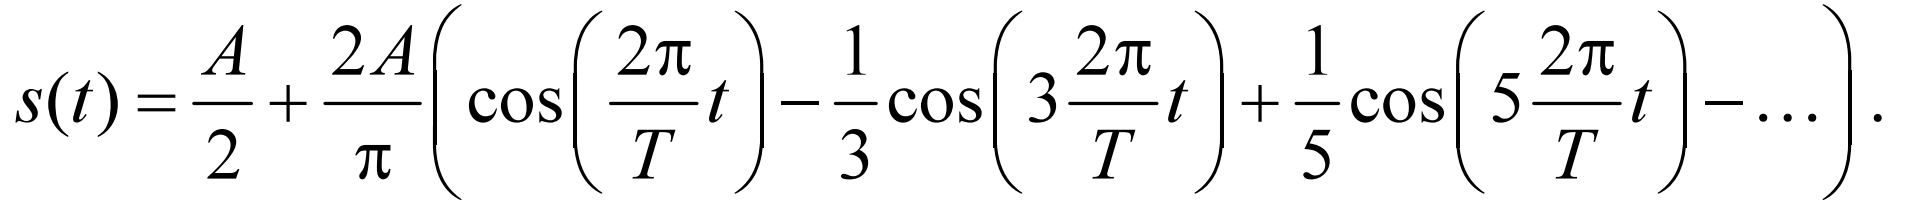 s(t) = A/2 + 2A/π ( cos( 2π/T t ) − 1/3 cos( 3 2π/T t ) + 1/5 cos( 5 2π/T t ) − … ) .